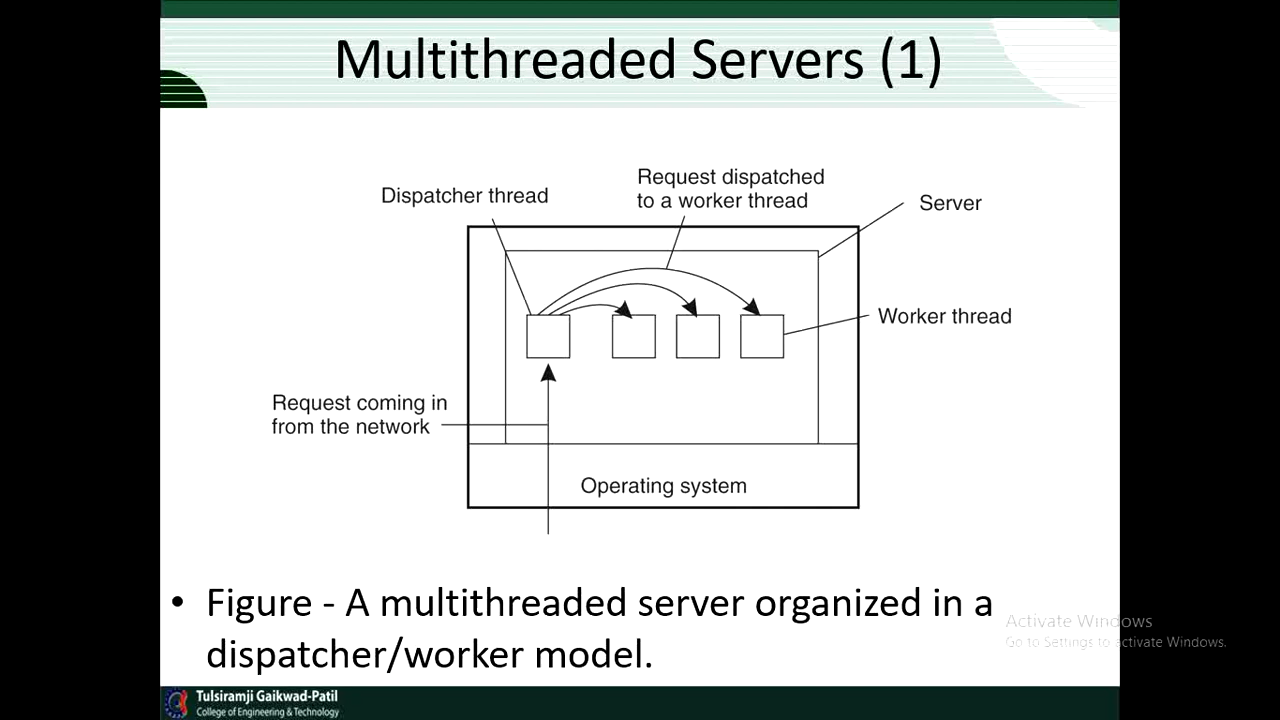 Multithreaded Servers (1)
Dispatcher thread
Request dispatched
to a worker thread
Server
Worker thread
Request coming in
from the network
Operating system
• Figure - A multithreaded server organized in a
dispatcher/worker model.
Activate Windows
Go to Settings to activate Windows.
Tulsiramji Gaikwad-Patil
College of Engineering & Technology